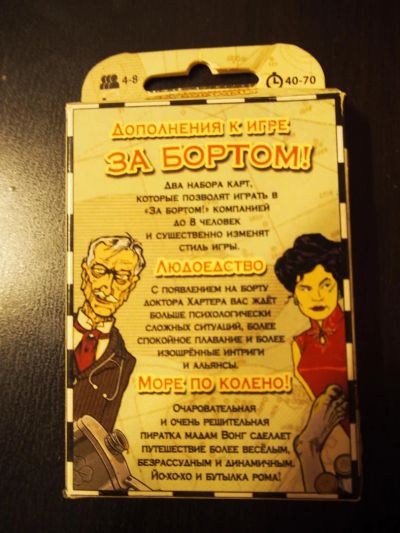 4-8
40-70
Дополнения к игре
ЗА БОРТОМ!
Два набора карт,
которые позволят играть в
«За бортом!» компанией
до 8 человек
и существенно изменят
стиль игры.
Людоедство
С появлением на борту
доктора Хартера вас ждёт
больше психологически
сложных ситуаций, более
спокойное плавание и более
изощрённые интриги
и альянсы.
Море по колено!
Очаровательная
и очень решительная
пиратка мадам Вонг сделает
путешествие более весёлым,
безрассудным и динамичным.
Йо-хо-хо и бутылка рома!